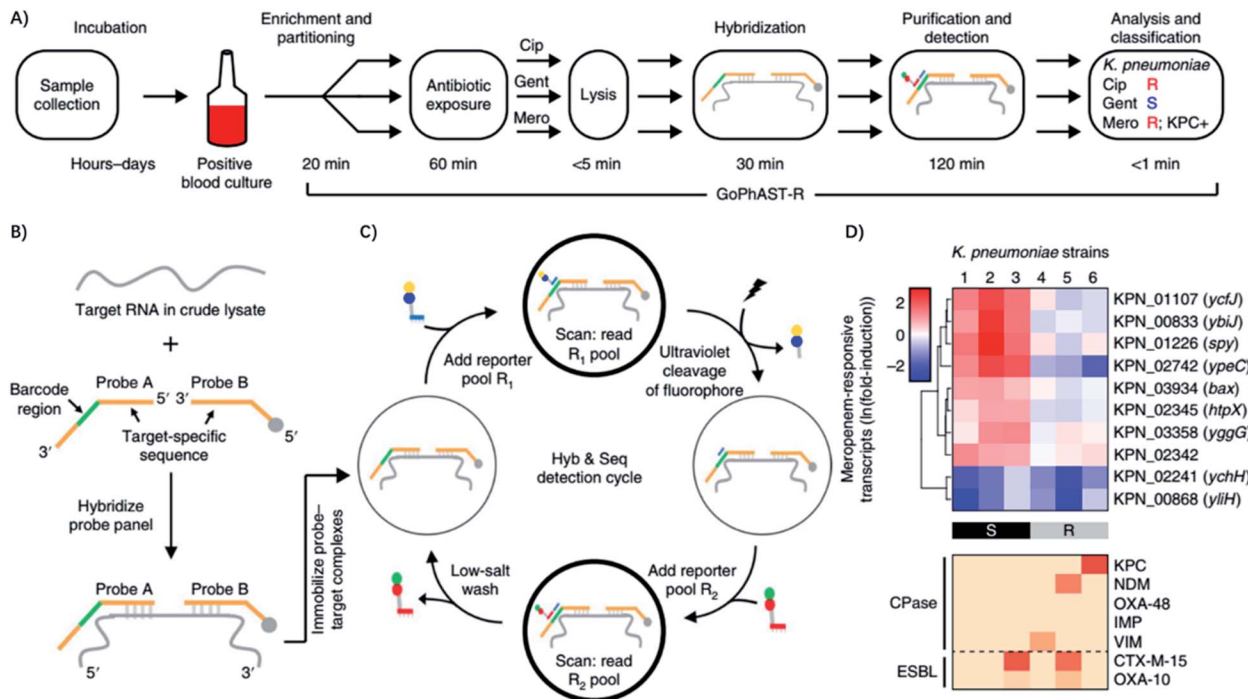 A)
Incubation
Enrichment and
partitioning
Hybridization
Purification and
detection
Analysis and
classification
Sample
collection
Antibiotic
exposure
Cip
Gent
Mero
Lysis
K. pneumoniae
Cip R
Gent S
Mero R; KPC+
Hours–days
Positive
blood culture
20 min
60 min
<5 min
30 min
120 min
<1 min
GoPhAST-R
B)
Target RNA in crude lysate
+
Barcode
region
Probe A
5′
3′
Probe B
3′
Target-specific
sequence
5′
Hybridize
probe panel
Probe A
Probe B
5′
3′
Immobilize probe–
target complexes
C)
Scan: read
R1 pool
Add reporter
pool R1
Ultraviolet
cleavage
of fluorophore
Hyb & Seq
detection cycle
Low-salt
wash
Add reporter
pool R2
Scan: read
R2 pool
D)
K. pneumoniae strains
1 2 3 4 5 6
2
0
−2
Meropenem-responsive
transcripts (ln(fold-induction))
KPN_01107 (ycfJ)
KPN_00833 (ybiJ)
KPN_01226 (spy)
KPN_02742 (ypeC)
KPN_03934 (bax)
KPN_02345 (htpX)
KPN_03358 (yggG)
KPN_02342
KPN_02241 (ychH)
KPN_00868 (yliH)
S
R
CPase
KPC
NDM
OXA-48
IMP
VIM
ESBL
CTX-M-15
OXA-10